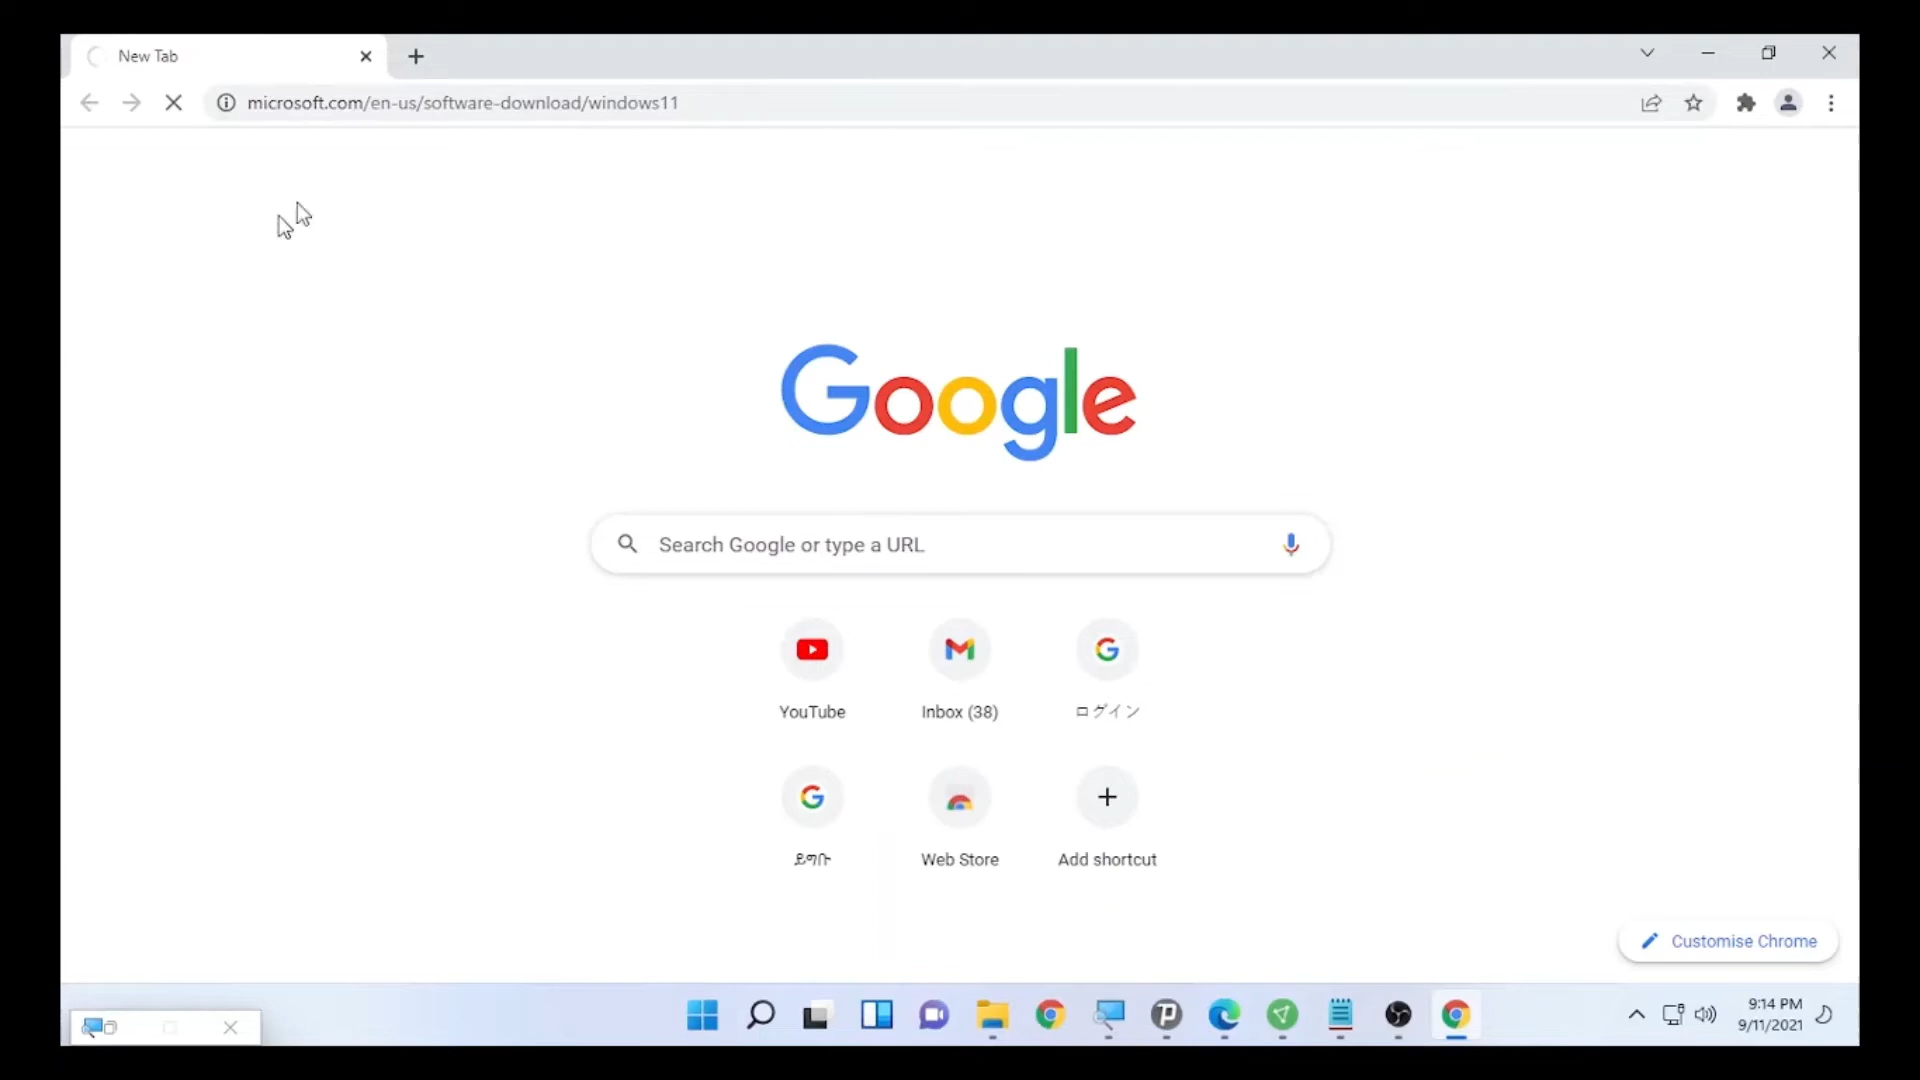 New Tab
microsoft.com/en-us/software-download/windows11
Google
Search Google or type a URL
YouTube
Inbox (38)
ログイン
ይግቡ
Web Store
Add shortcut
Customise Chrome
9:14 PM
9/11/2021